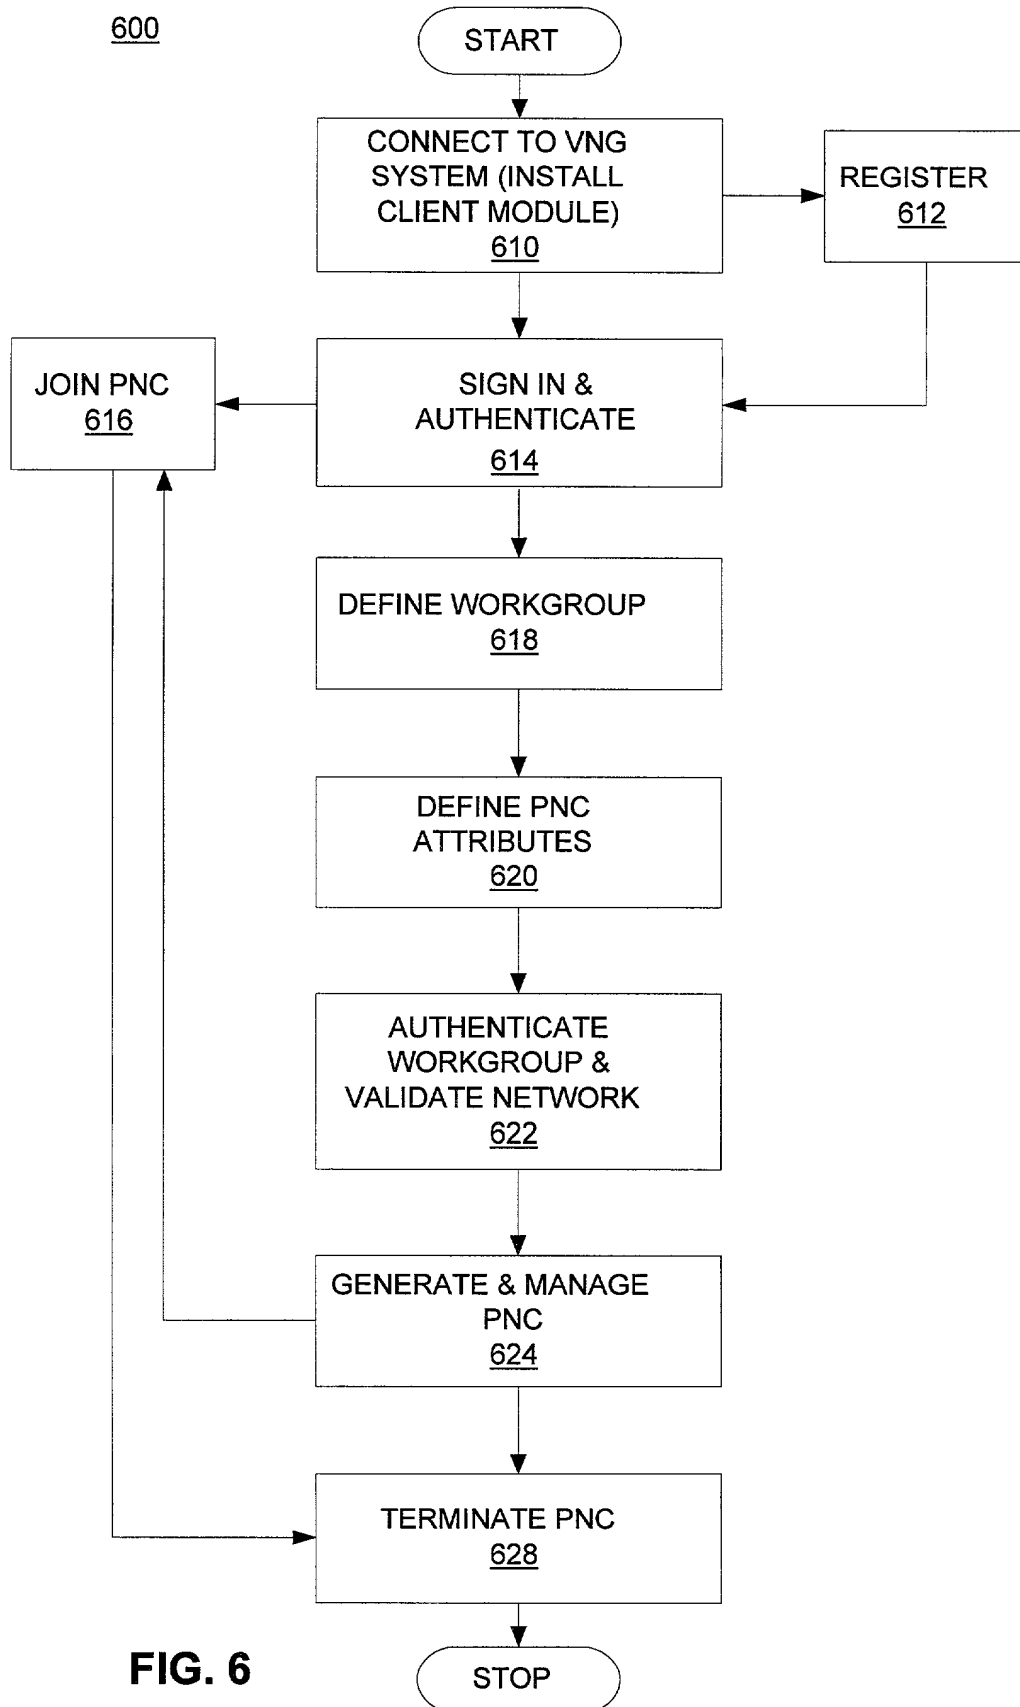 600
START
CONNECT TO VNG
SYSTEM (INSTALL
CLIENT MODULE)
610
REGISTER
612
JOIN PNC
616
SIGN IN &
AUTHENTICATE
614
DEFINE WORKGROUP
618
DEFINE PNC
ATTRIBUTES
620
AUTHENTICATE
WORKGROUP &
VALIDATE NETWORK
622
GENERATE & MANAGE
PNC
624
TERMINATE PNC
628
STOP
FIG. 6